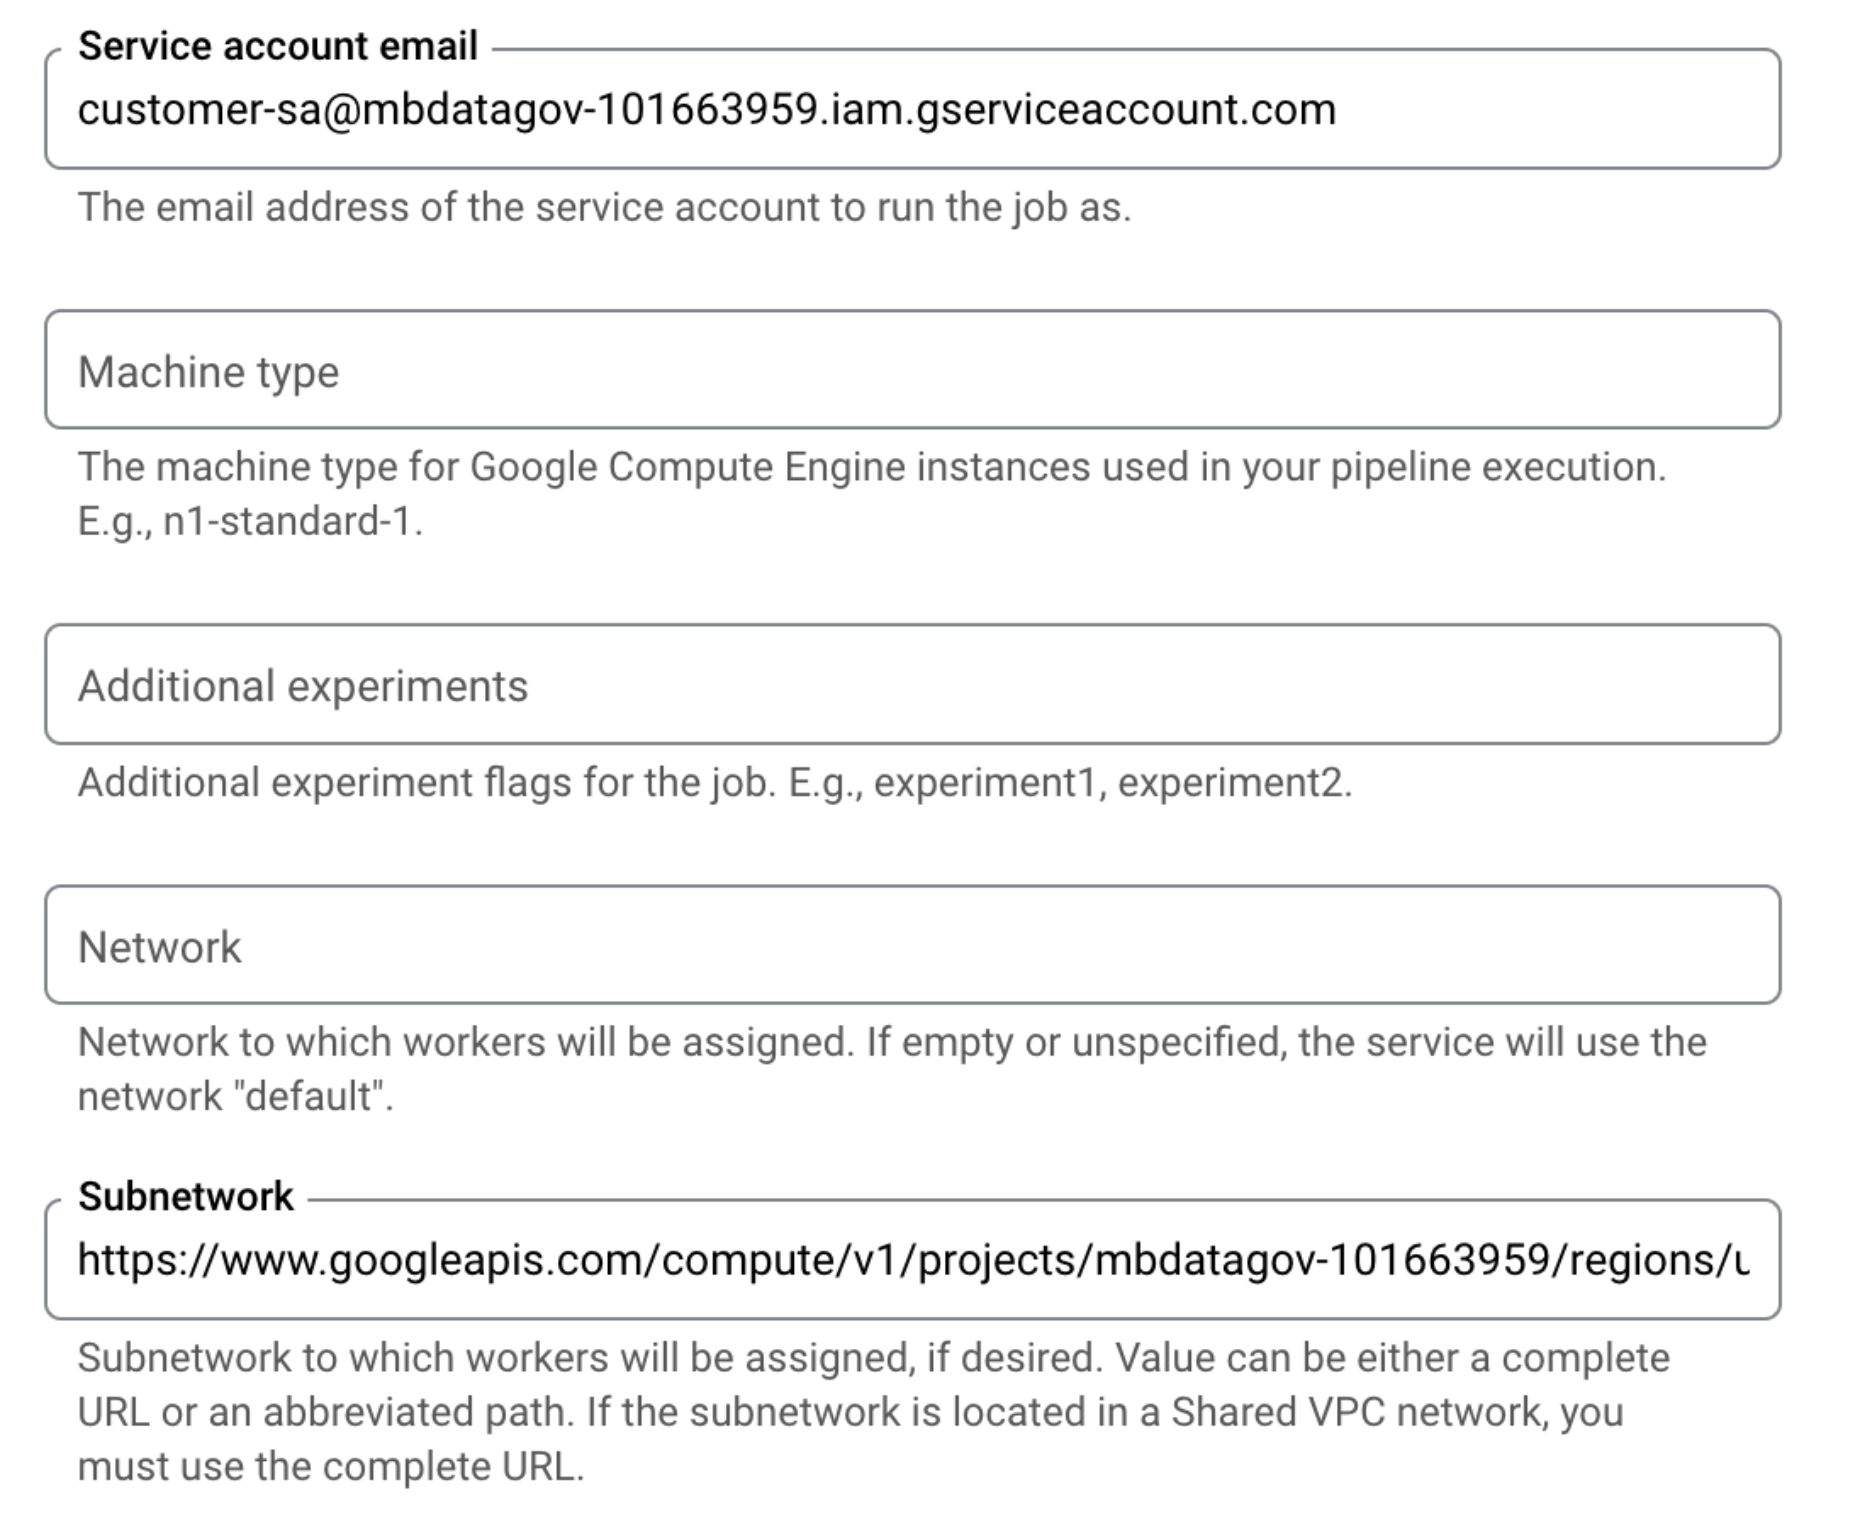 Service account email
customer-sa@mbdatagov-101663959.iam.gserviceaccount.com
The email address of the service account to run the job as.
Machine type
The machine type for Google Compute Engine instances used in your pipeline execution.
E.g., n1-standard-1.
Additional experiments
Additional experiment flags for the job. E.g., experiment1, experiment2.
Network
Network to which workers will be assigned. If empty or unspecified, the service will use the
network "default".
Subnetwork
https://www.googleapis.com/compute/v1/projects/mbdatagov-101663959/regions/u
Subnetwork to which workers will be assigned, if desired. Value can be either a complete
URL or an abbreviated path. If the subnetwork is located in a Shared VPC network, you
must use the complete URL.